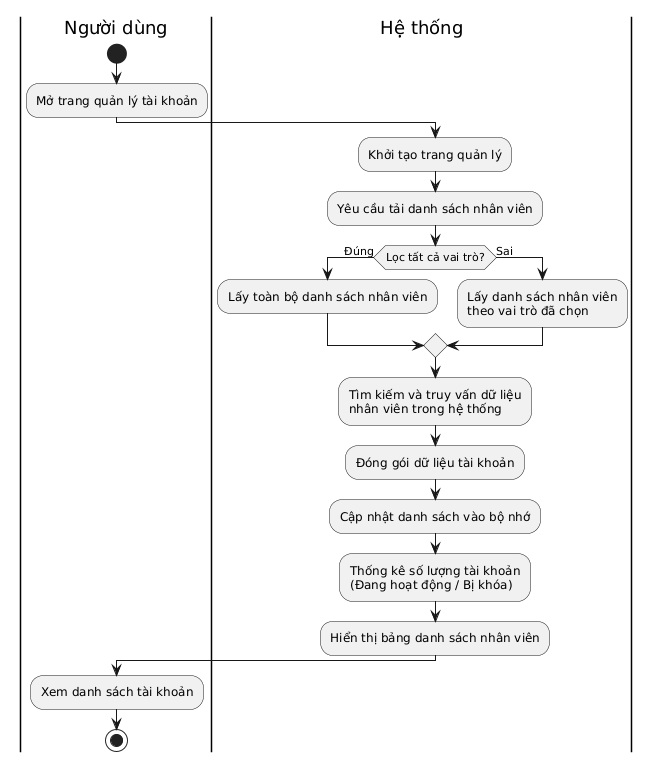 Người dùng
Hệ thống
Mở trang quản lý tài khoản
Khởi tạo trang quản lý
Yêu cầu tải danh sách nhân viên
Đúng
Lọc tất cả vai trò?
Sai
Lấy toàn bộ danh sách nhân viên
Lấy danh sách nhân viên
theo vai trò đã chọn
Tìm kiếm và truy vấn dữ liệu
nhân viên trong hệ thống
Đóng gói dữ liệu tài khoản
Cập nhật danh sách vào bộ nhớ
Thống kê số lượng tài khoản
(Đang hoạt động / Bị khóa)
Hiển thị bảng danh sách nhân viên
Xem danh sách tài khoản